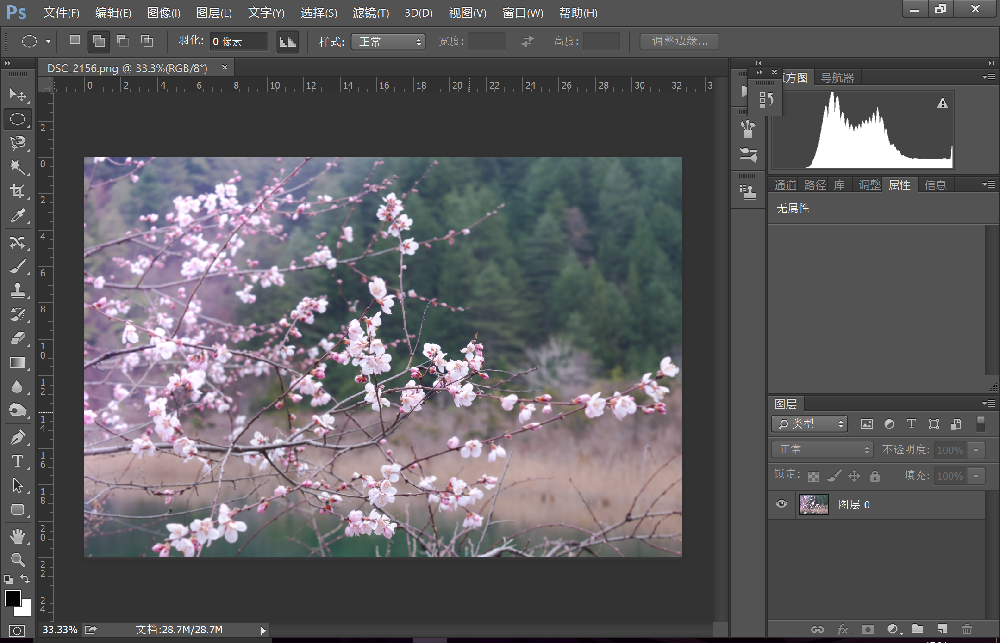 Ps 文件(F) 编辑(E) 图像(I) 图层(L) 文字(Y) 选择(S) 滤镜(T) 3D(D) 视图(V) 窗口(W) 帮助(H)
羽化: 0 像素 样式: 正常 宽度: 高度: 调整边缘...
DSC_2156.png @ 33.3%(RGB/8*)
0 2 4 6 8 10 12 14 16 18 20 22 24 26 28 30 32 3
2
0
2
4
6
8
10
12
14
16
18
20
22
24
方图 导航器
通道 路径 库 调整 属性 信息
无属性
图层
类型
正常 不透明度: 100%
锁定: 填充: 100%
图层 0
fx
33.33% 文档:28.7M/28.7M